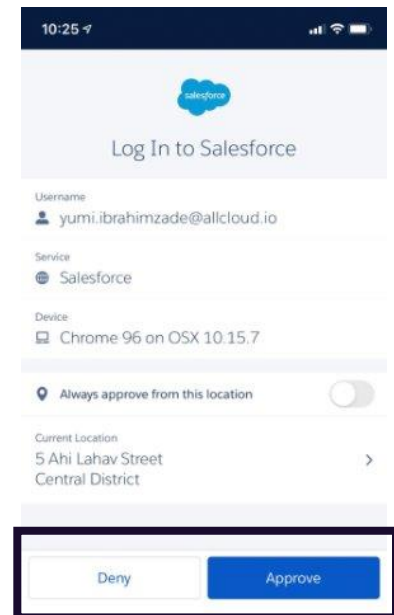 10:25
salesforce
Log In to Salesforce
Username
yumi.ibrahimzade@allcloud.io
Service
Salesforce
Device
Chrome 96 on OSX 10.15.7
Always approve from this location
Current Location
5 Ahi Lahav Street
Central District
Deny Approve